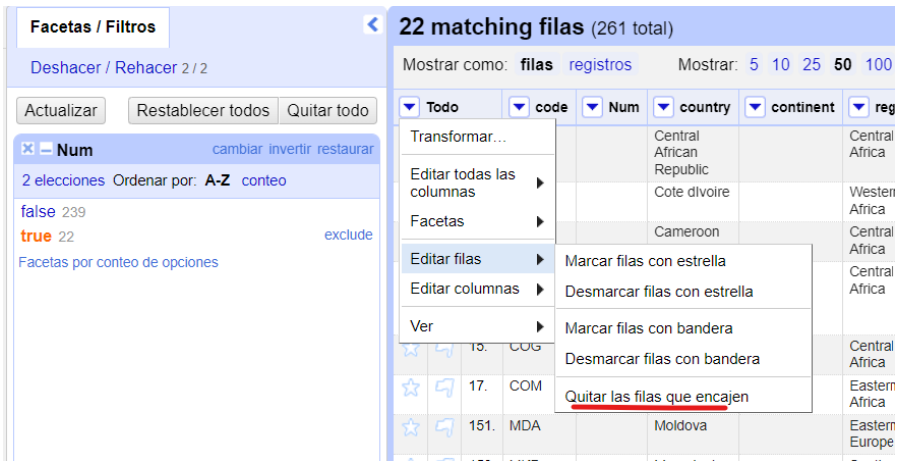 Facetas / Filtros
Deshacer / Rehacer 2 / 2
Actualizar Restablecer todos Quitar todo
Num cambiar invertir restaurar
2 elecciones Ordenar por: A-Z conteo
false 239
true 22 exclude
Facetas por conteo de opciones
22 matching filas (261 total)
Mostrar como: filas registros Mostrar: 5 10 25 50 100
Todo code Num country continent reg
Transformar...
Editar todas las
columnas
Facetas
Editar filas
Editar columnas
Ver
Marcar filas con estrella
Desmarcar filas con estrella
Marcar filas con bandera
Desmarcar filas con bandera
Quitar las filas que encajen
Central
African
Republic
Central
Africa
Cote dIvoire
Western
Africa
Cameroon
Central
Africa
Central
Africa
15. COG
Central
Africa
17. COM
Eastern
Africa
151. MDA Moldova
Eastern
Europe